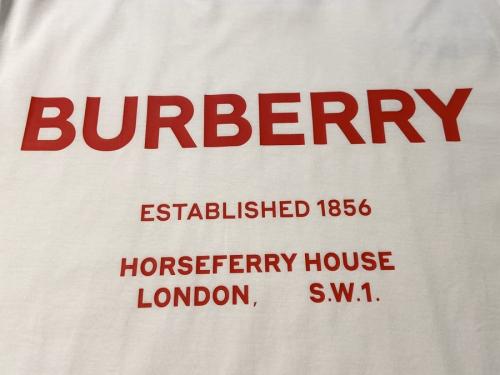 BURBERRY
ESTABLISHED 1856
HORSEFERRY HOUSE
LONDON, S.W.1.